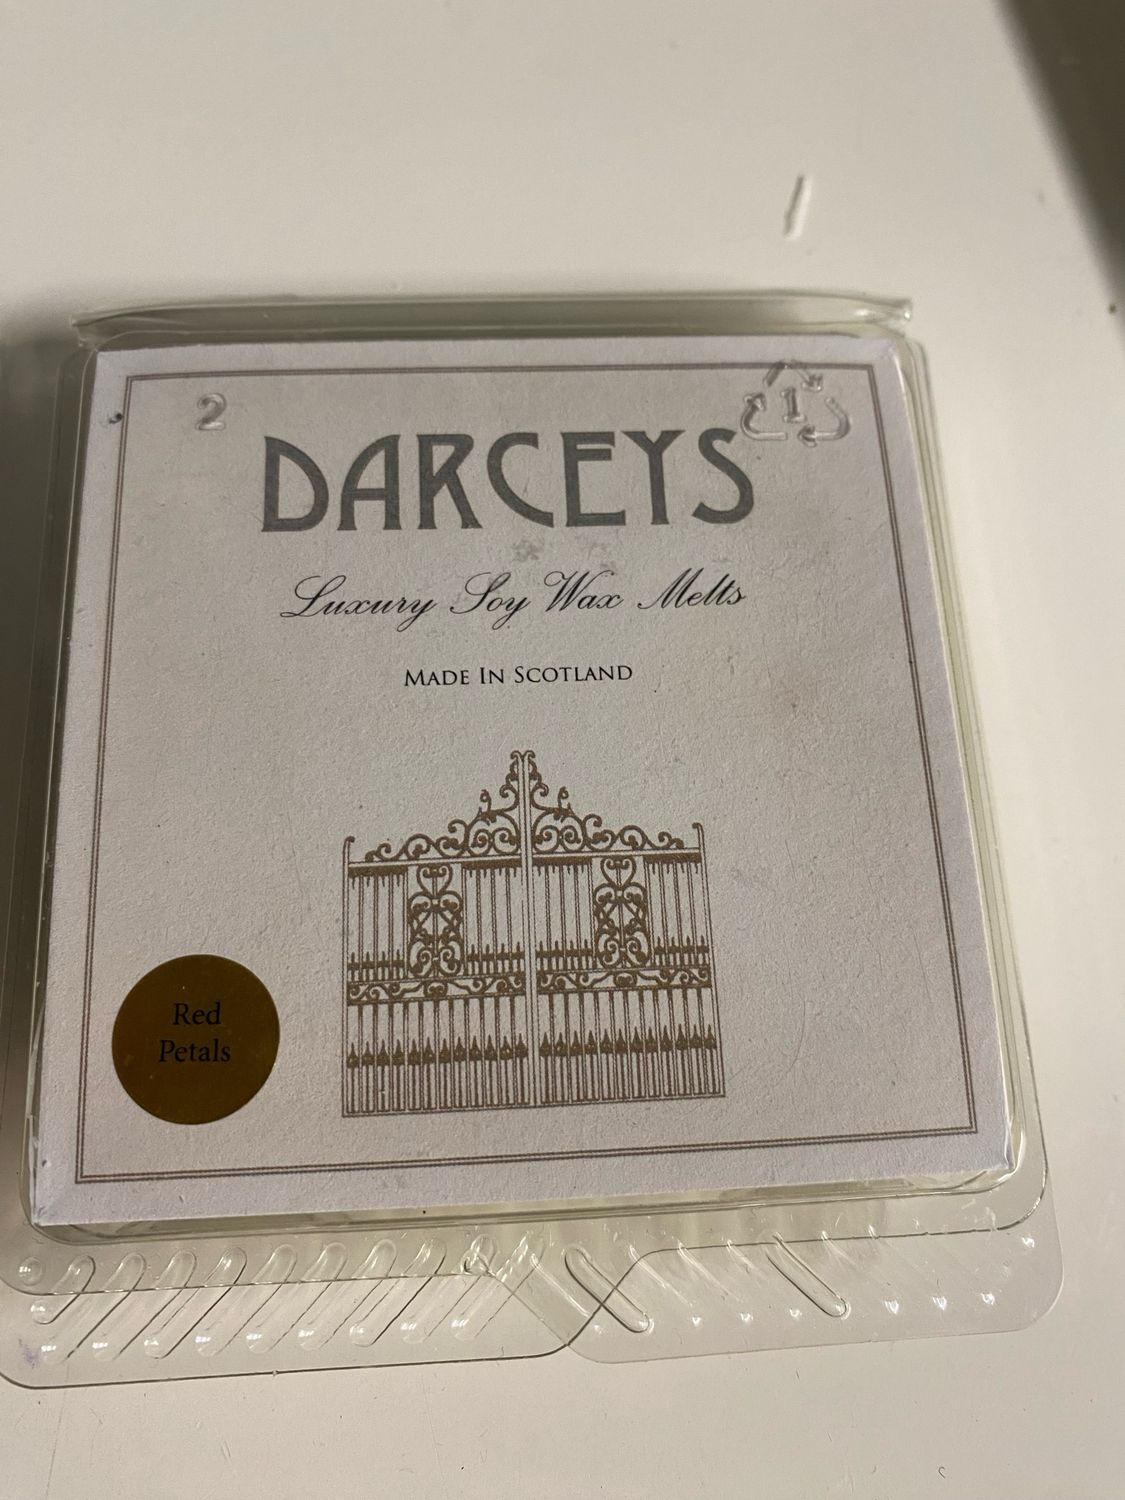 2
1
DARCEYS
Luxury Soy Wax Melts
MADE IN SCOTLAND
Red
Petals